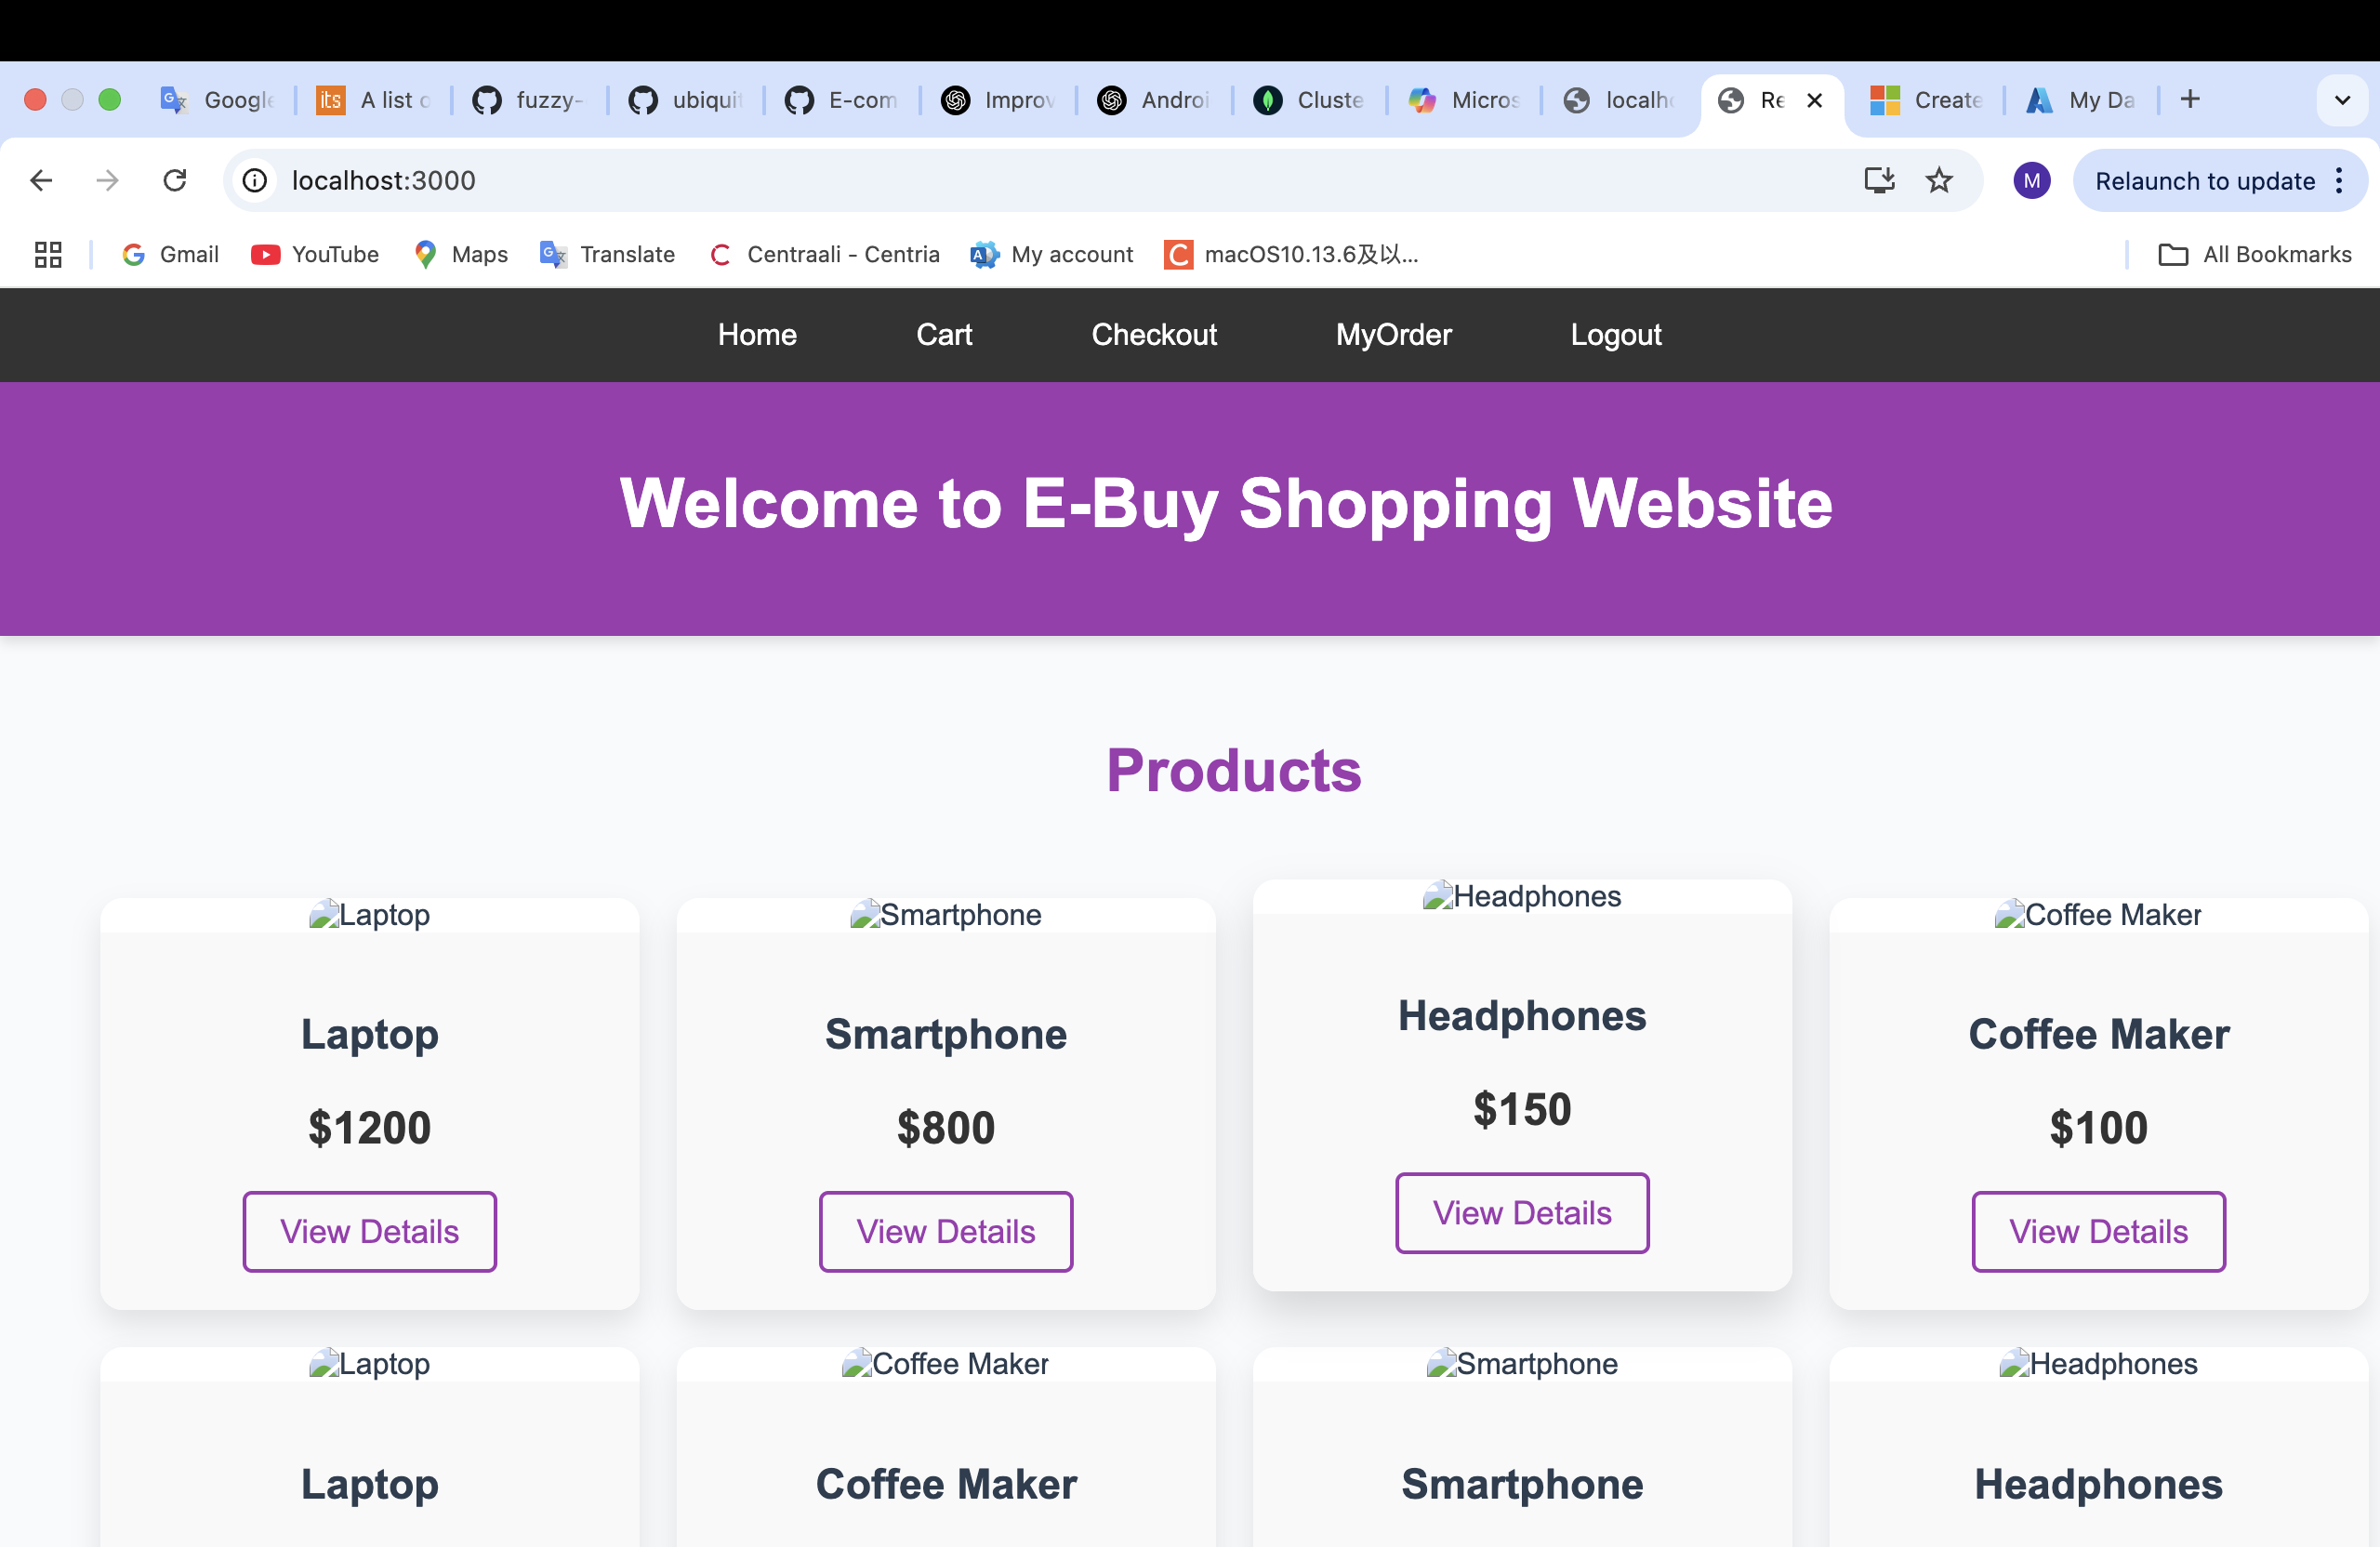 Google
A list o
fuzzy-
ubiquit
E-com
Improv
Androi
Cluste
Micros
localho
Re
Create
My Da
localhost:3000
M
Relaunch to update
Gmail
YouTube
Maps
Translate
Centraali - Centria
My account
macOS10.13.6及以...
All Bookmarks
Home
Cart
Checkout
MyOrder
Logout
Welcome to E-Buy Shopping Website
Products
Laptop
Smartphone
Headphones
Coffee Maker
Laptop
Smartphone
Headphones
Coffee Maker
$1200
$800
$150
$100
View Details
View Details
View Details
View Details
Laptop
Coffee Maker
Smartphone
Headphones
Laptop
Coffee Maker
Smartphone
Headphones